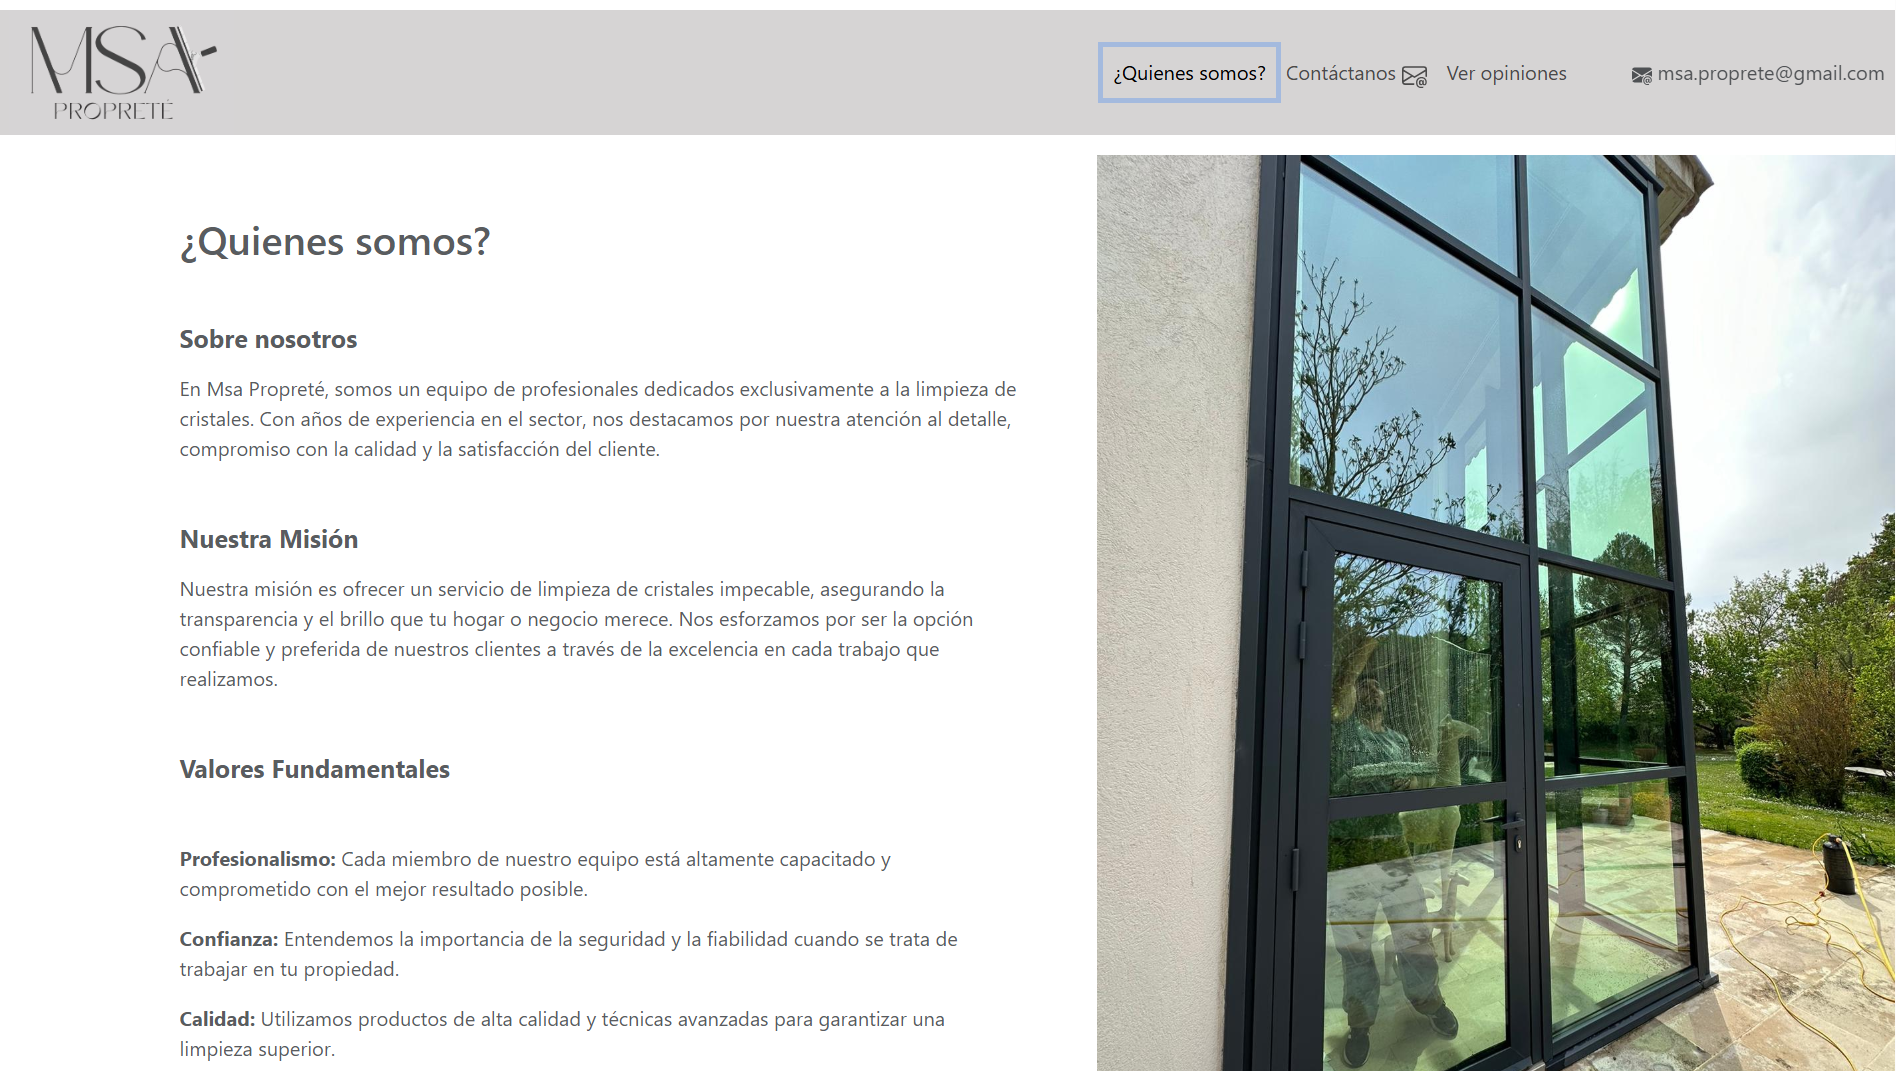 MSA
PROPRETÉ
¿Quienes somos? Contáctanos Ver opiniones msa.proprete@gmail.com
¿Quienes somos?
Sobre nosotros
En Msa Propreté, somos un equipo de profesionales dedicados exclusivamente a la limpieza de
cristales. Con años de experiencia en el sector, nos destacamos por nuestra atención al detalle,
compromiso con la calidad y la satisfacción del cliente.
Nuestra Misión
Nuestra misión es ofrecer un servicio de limpieza de cristales impecable, asegurando la
transparencia y el brillo que tu hogar o negocio merece. Nos esforzamos por ser la opción
confiable y preferida de nuestros clientes a través de la excelencia en cada trabajo que
realizamos.
Valores Fundamentales
Profesionalismo: Cada miembro de nuestro equipo está altamente capacitado y
comprometido con el mejor resultado posible.
Confianza: Entendemos la importancia de la seguridad y la fiabilidad cuando se trata de
trabajar en tu propiedad.
Calidad: Utilizamos productos de alta calidad y técnicas avanzadas para garantizar una
limpieza superior.